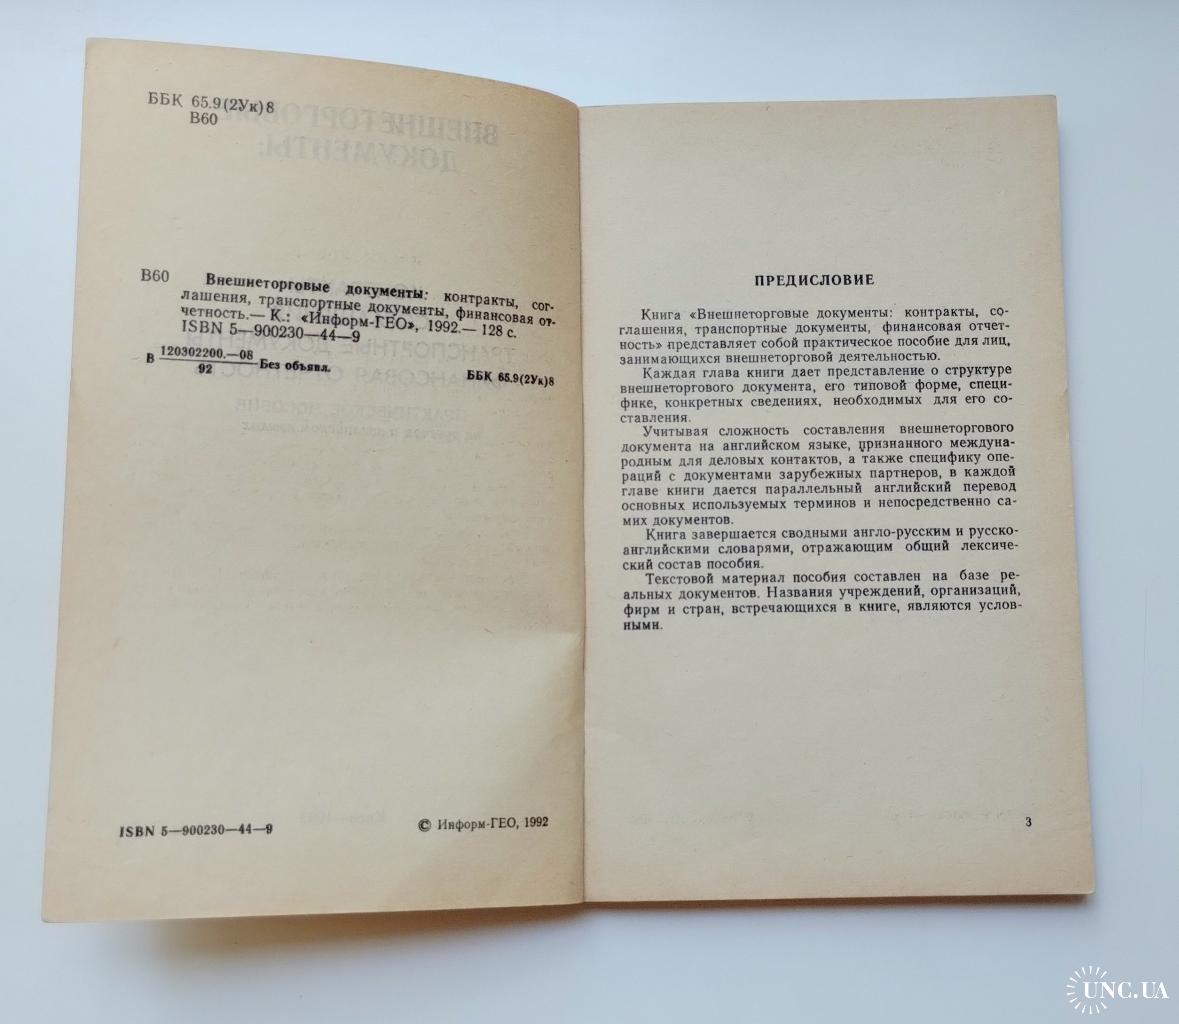 ББК 65.9(2Ук)8
В60
В60 Внешнеторговые документы: контракты, сог-
лашения, транспортные документы, финансовая от-
четность.— К.: «Информ-ГЕО», 1992.— 128 с.
ISBN 5—900230—44—9
В 120302200.—08
92
Без объявл.
ББК 65.9(2Ук)8
ISBN 5—900230—44—9
© Информ-ГЕО, 1992
ПРЕДИСЛОВИЕ
Книга «Внешнеторговые документы: контракты, со-
глашения, транспортные документы, финансовая отчет-
ность» представляет собой практическое пособие для лиц,
занимающихся внешнеторговой деятельностью.
Каждая глава книги дает представление о структуре
внешнеторгового документа, его типовой форме, специ-
фике, конкретных сведениях, необходимых для его со-
ставления.
Учитывая сложность составления внешнеторгового
документа на английском языке, признанного междуна-
родным для деловых контактов, а также специфику опе-
раций с документами зарубежных партнеров, в каждой
главе книги дается параллельный английский перевод
основных используемых терминов и непосредственно са-
мих документов.
Книга завершается сводными англо-русским и русско-
английскими словарями, отражающим общий лексиче-
ский состав пособия.
Текстовой материал пособия составлен на базе ре-
альных документов. Названия учреждений, организаций,
фирм и стран, встречающихся в книге, являются услов-
ными.
3
UNC.UA